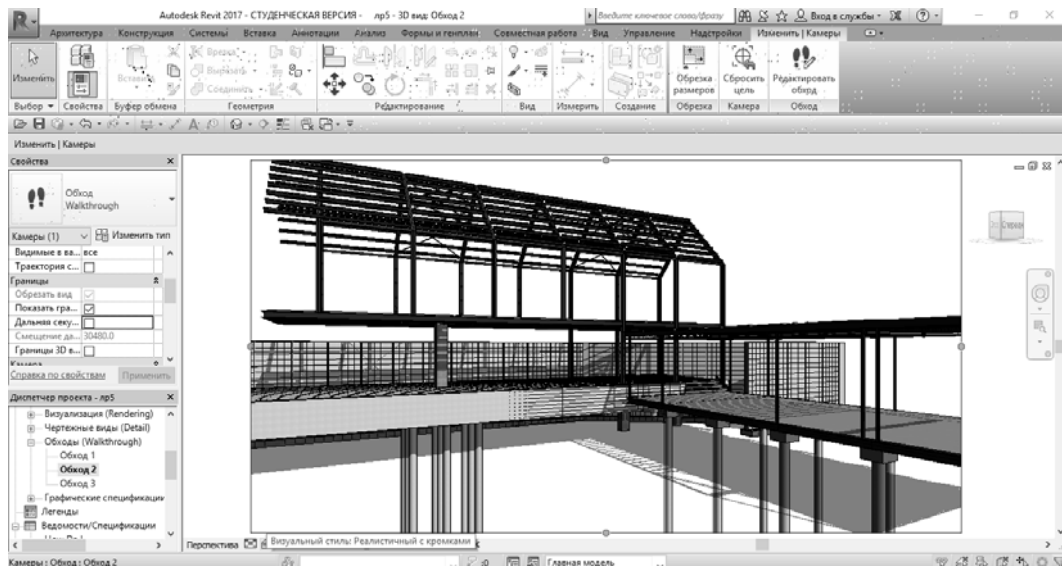 Autodesk Revit 2017 - СТУДЕНЧЕСКАЯ ВЕРСИЯ - лр5 - 3D вид: Обход 2
Введите ключевое слово/фразу
Вход в службы
Архитектура Конструкция Системы Вставка Аннотации Анализ Формы и генплан Совместная работа Вид Управление Надстройки Изменить | Камеры
Изменить Вставить Вырезать Соединить Обрезка размеров Сбросить цель Редактировать обход
Выбор Свойства Буфер обмена Геометрия Редактирование Вид Измерить Создание Обрезка Камера Обход
Изменить | Камеры
Свойства
Обход
Walkthrough
Камеры (1) Изменить тип
Видимые в ва... все
Траектория с...
Границы
Обрезать вид
Показать гра...
Дальняя секу...
Смещение да... 30480.0
Границы 3D в...
Камера
Справка по свойствам Применить
Диспетчер проекта - лр5
Визуализация (Rendering)
Чертежные виды (Detail)
Обходы (Walkthrough)
Обход 1
Обход 2
Обход 3
Графические спецификации
Легенды
Ведомости/Спецификации
Перспектива
Визуальный стиль: Реалистичный с кромками
Камеры : Обход : Обход 2
:0 Главная модель